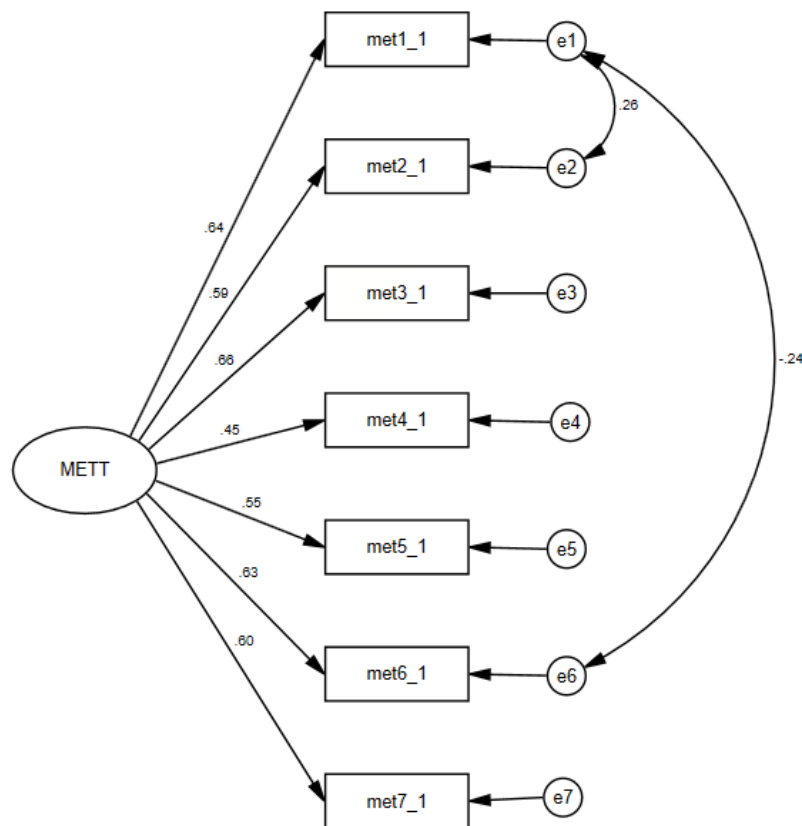 met1_1
e1
.26
met2_1
e2
.64
.59
met3_1
e3
.66
-.24
met4_1
e4
.45
METT
.55
met5_1
e5
.63
.60
met6_1
e6
met7_1
e7